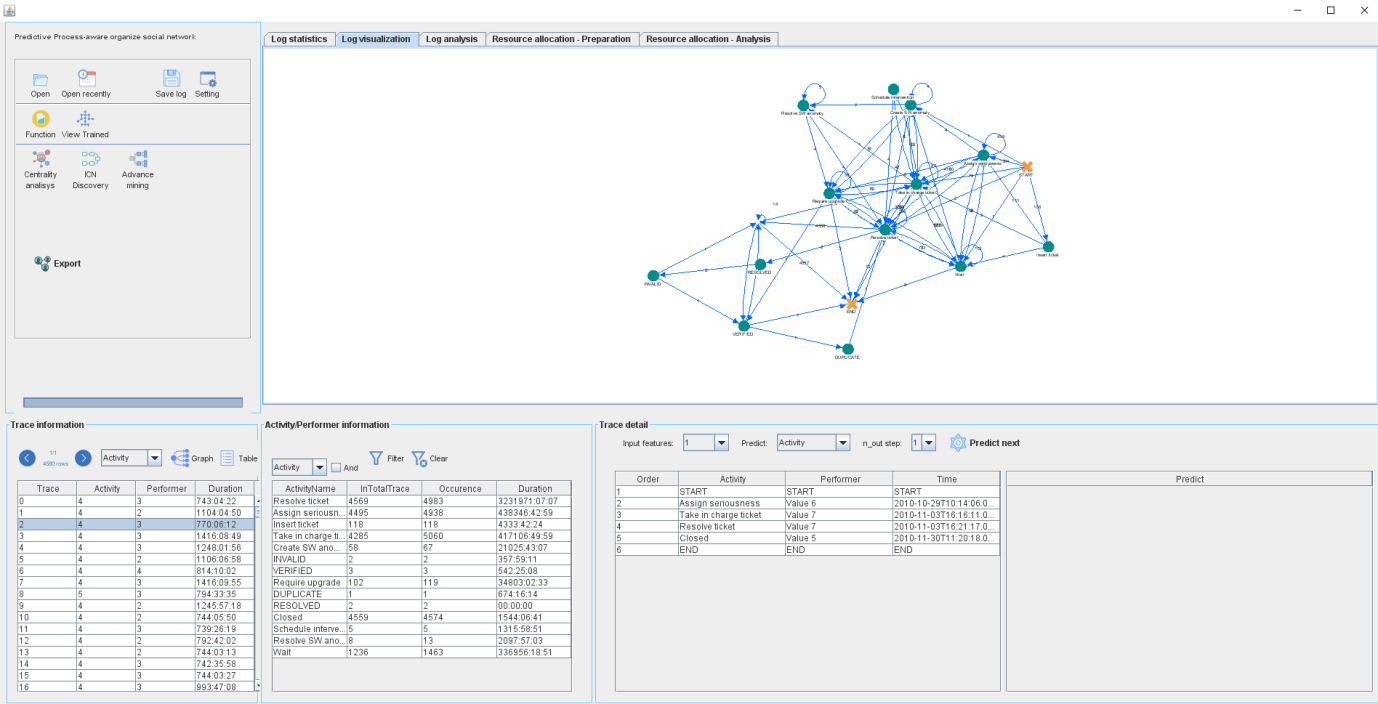 Predictive Process-aware organize social network
Log statistics Log visualization Log analysis Resource allocation - Preparation Resource allocation - Analysis
Open Open recently Save log Setting
Function View Trained
Centrality analisys ICN Discovery Advance mining
Export
Resolve SW anomaly
Schedule intervention
Create SW anomaly
Assign seriousness
START
Take in charge ticket
Require upgrade
Resolve ticket
Insert ticket
Wait
RESOLVED
INVALID
END
VERIFIED
DUPLICATE
Trace information
1/1
4580 rows
Activity Graph Table
Trace Activity Performer Duration
0 4 3 743:04:22
1 4 2 1104:04:50
2 4 3 770:06:12
3 4 3 1416:08:49
4 4 3 1248:01:56
5 4 2 1106:06:58
6 4 4 814:10:02
7 4 3 1416:09:55
8 5 3 794:33:35
9 4 2 1245:57:18
10 4 2 744:05:50
11 4 3 739:26:19
12 4 2 792:42:02
13 4 2 744:03:13
14 4 3 742:35:58
15 4 3 744:03:27
16 4 3 993:47:08
Activity/Performer information
Activity And Filter Clear
ActivityName InTotalTrace Occurence Duration
Resolve ticket 4569 4983 3231971:07:07
Assign seriousn... 4495 4938 438346:42:59
Insert ticket 118 118 4333:42:24
Take in charge ti... 4285 5060 417106:49:59
Create SW ano... 58 67 21025:43:07
INVALID 2 2 357:59:11
VERIFIED 3 3 542:25:08
Require upgrade 102 119 34803:02:33
DUPLICATE 1 1 674:16:14
RESOLVED 2 2 00:00:00
Closed 4559 4574 1544:06:41
Schedule interve... 5 5 1315:58:51
Resolve SW ano... 8 13 2097:57:03
Wait 1236 1463 336956:18:51
Trace detail
Input features: 1 Predict: Activity n_out step: 1 Predict next
Order Activity Performer Time
1 START START START
2 Assign seriousness Value 6 2010-10-29T10:14:06.0...
3 Take in charge ticket Value 7 2010-11-03T16:16:11.0...
4 Resolve ticket Value 7 2010-11-03T16:21:17.0...
5 Closed Value 5 2010-11-30T11:20:18.0...
6 END END END
Predict